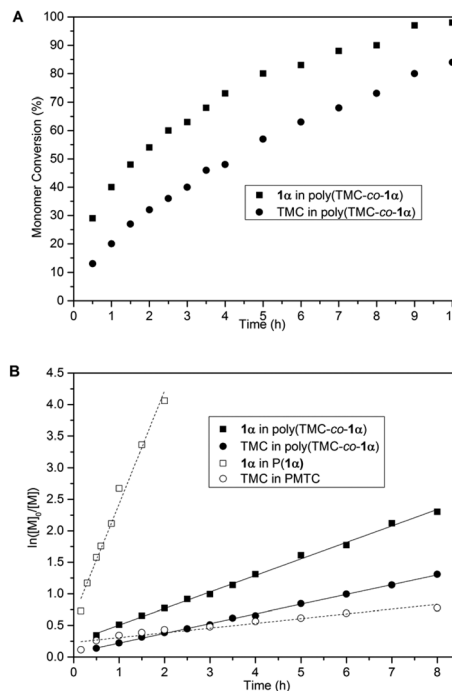 A
100
90
80
70
60
50
40
30
20
10
0
Monomer Conversion (%)
1α in poly(TMC-co-1α)
TMC in poly(TMC-co-1α)
0 1 2 3 4 5 6 7 8 9 10
Time (h)
B
4.5
4.0
3.5
3.0
2.5
2.0
1.5
1.0
0.5
0.0
ln([M]0/[M])
1α in poly(TMC-co-1α)
TMC in poly(TMC-co-1α)
1α in P(1α)
TMC in PMTC
0 1 2 3 4 5 6 7 8
Time (h)